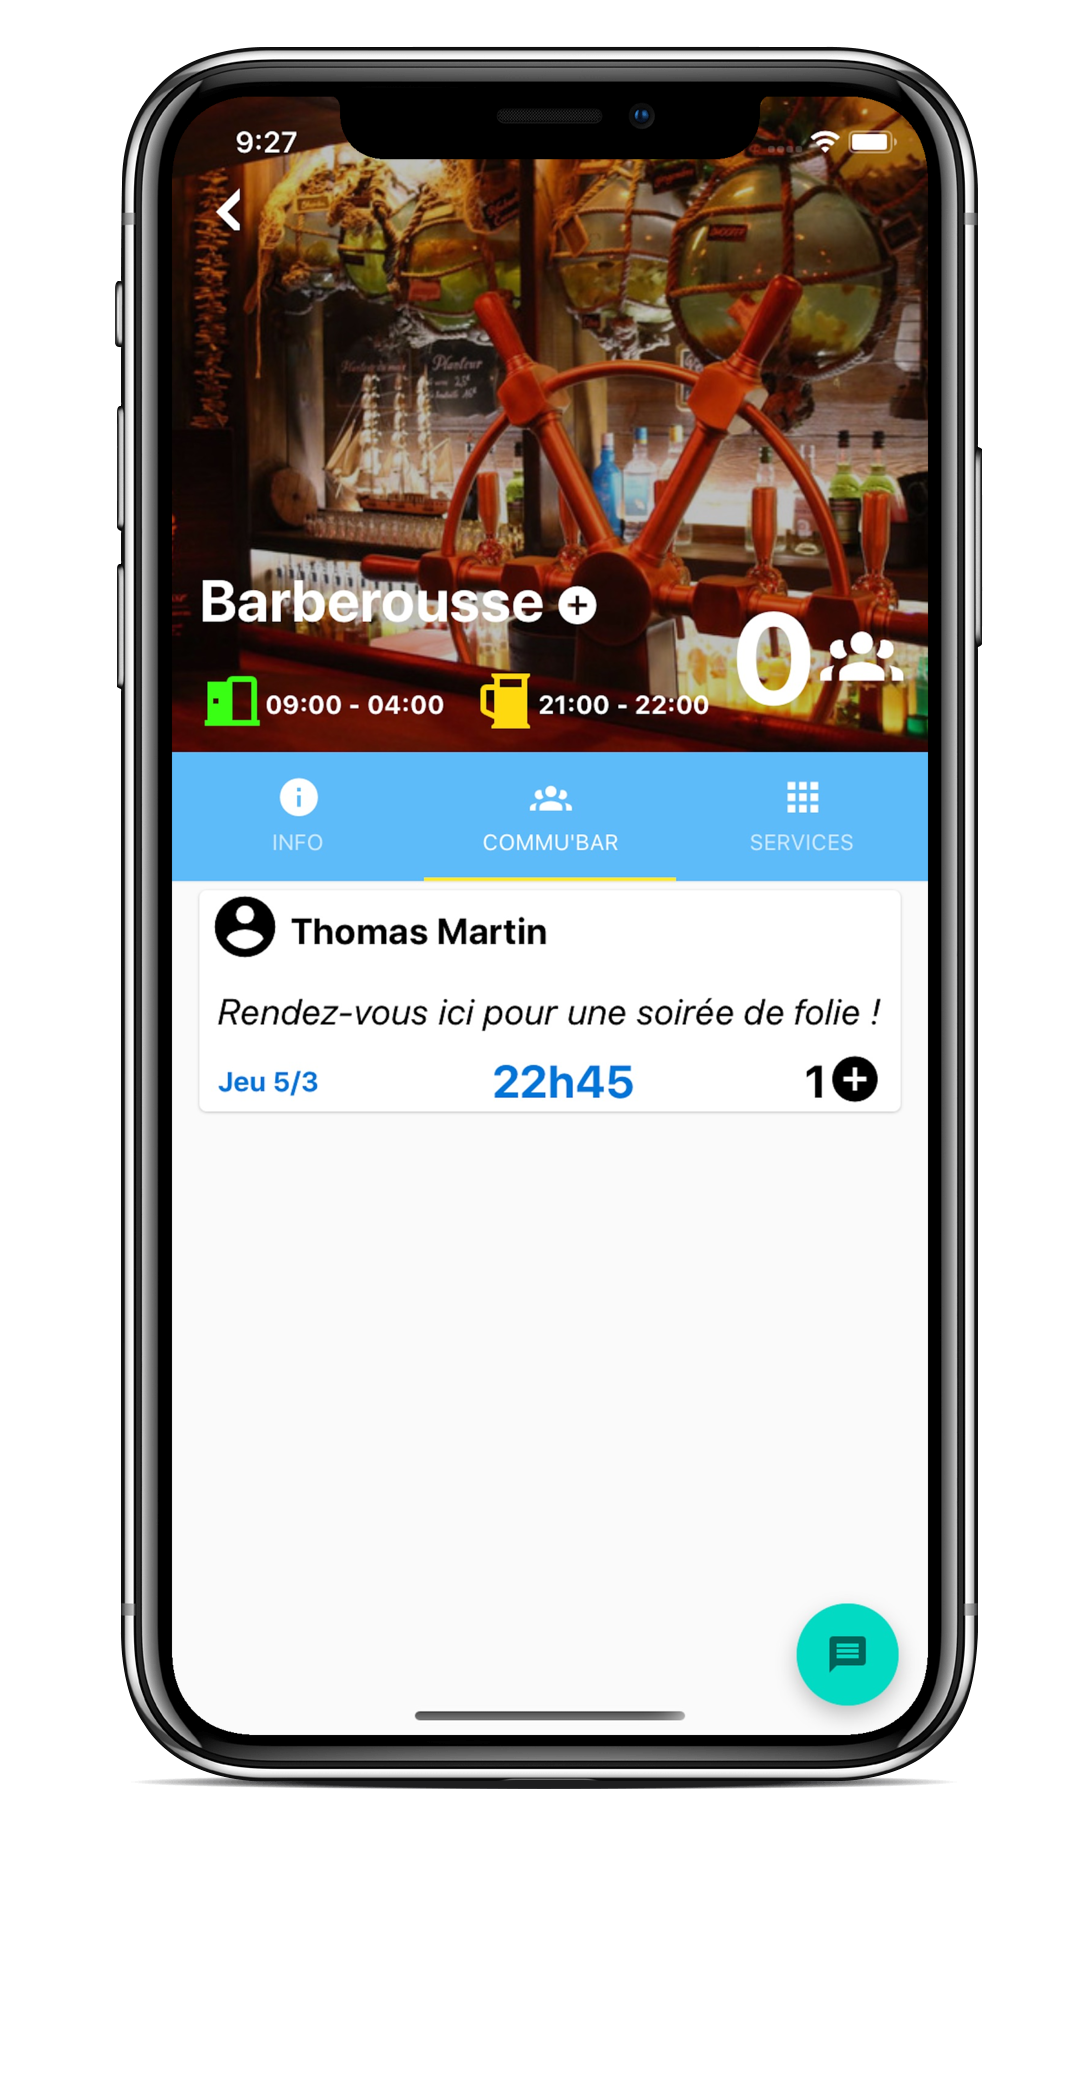 9:27
Planteur
Barberousse
0
09:00 - 04:00 21:00 - 22:00
INFO COMMU'BAR SERVICES
Thomas Martin
Rendez-vous ici pour une soirée de folie !
Jeu 5/3 22h45 1